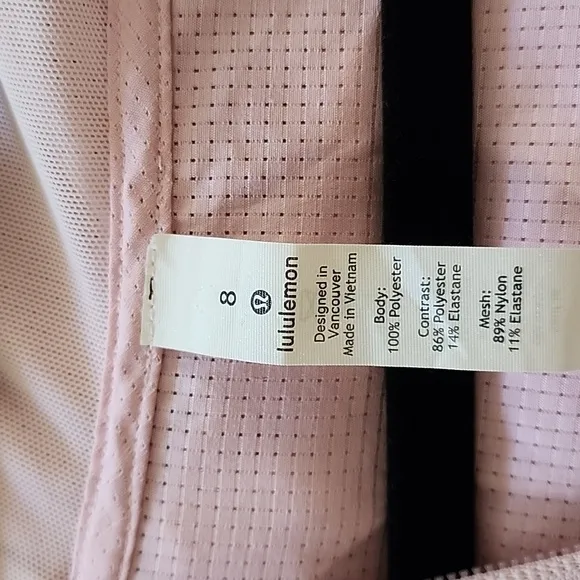 8
lululemon
Designed in
Vancouver
Made in Vietnam
Body:
100% Polyester
Contrast:
86% Polyester
14% Elastane
Mesh:
89% Nylon
11% Elastane